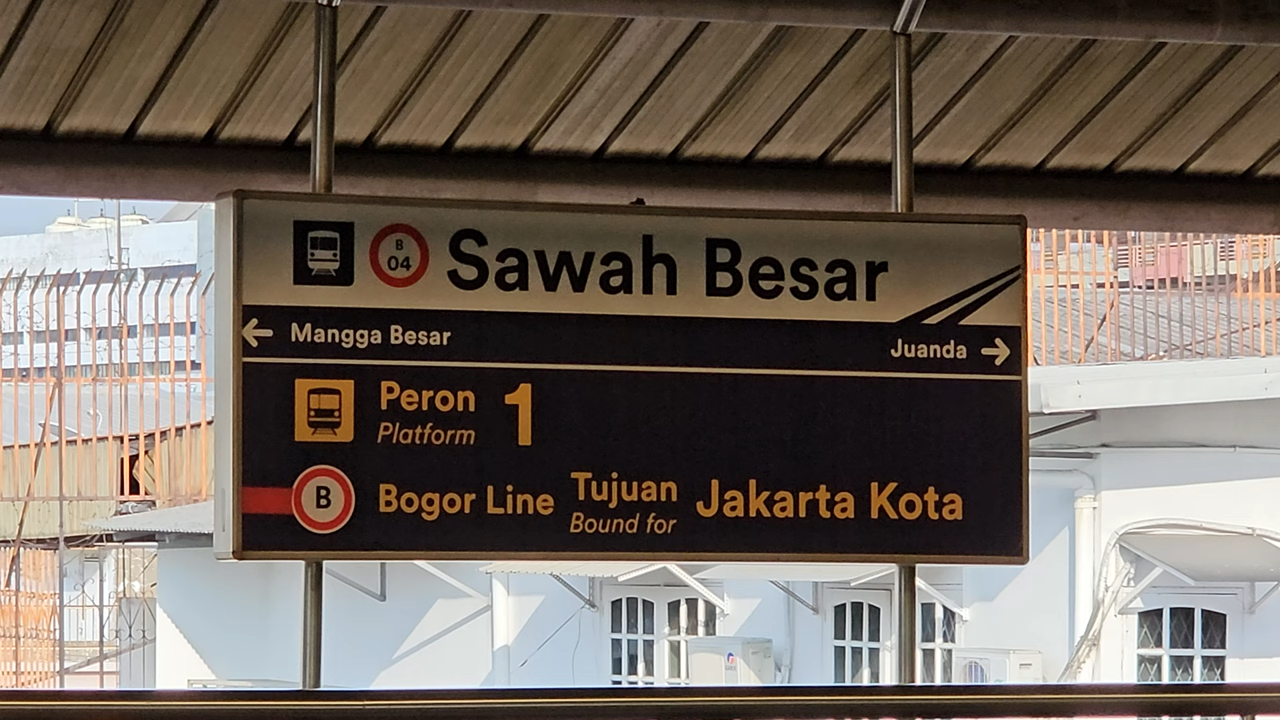 B 04 Sawah Besar
← Mangga Besar Juanda →
Peron 1
Platform
B Bogor Line Tujuan Jakarta Kota
Bound for